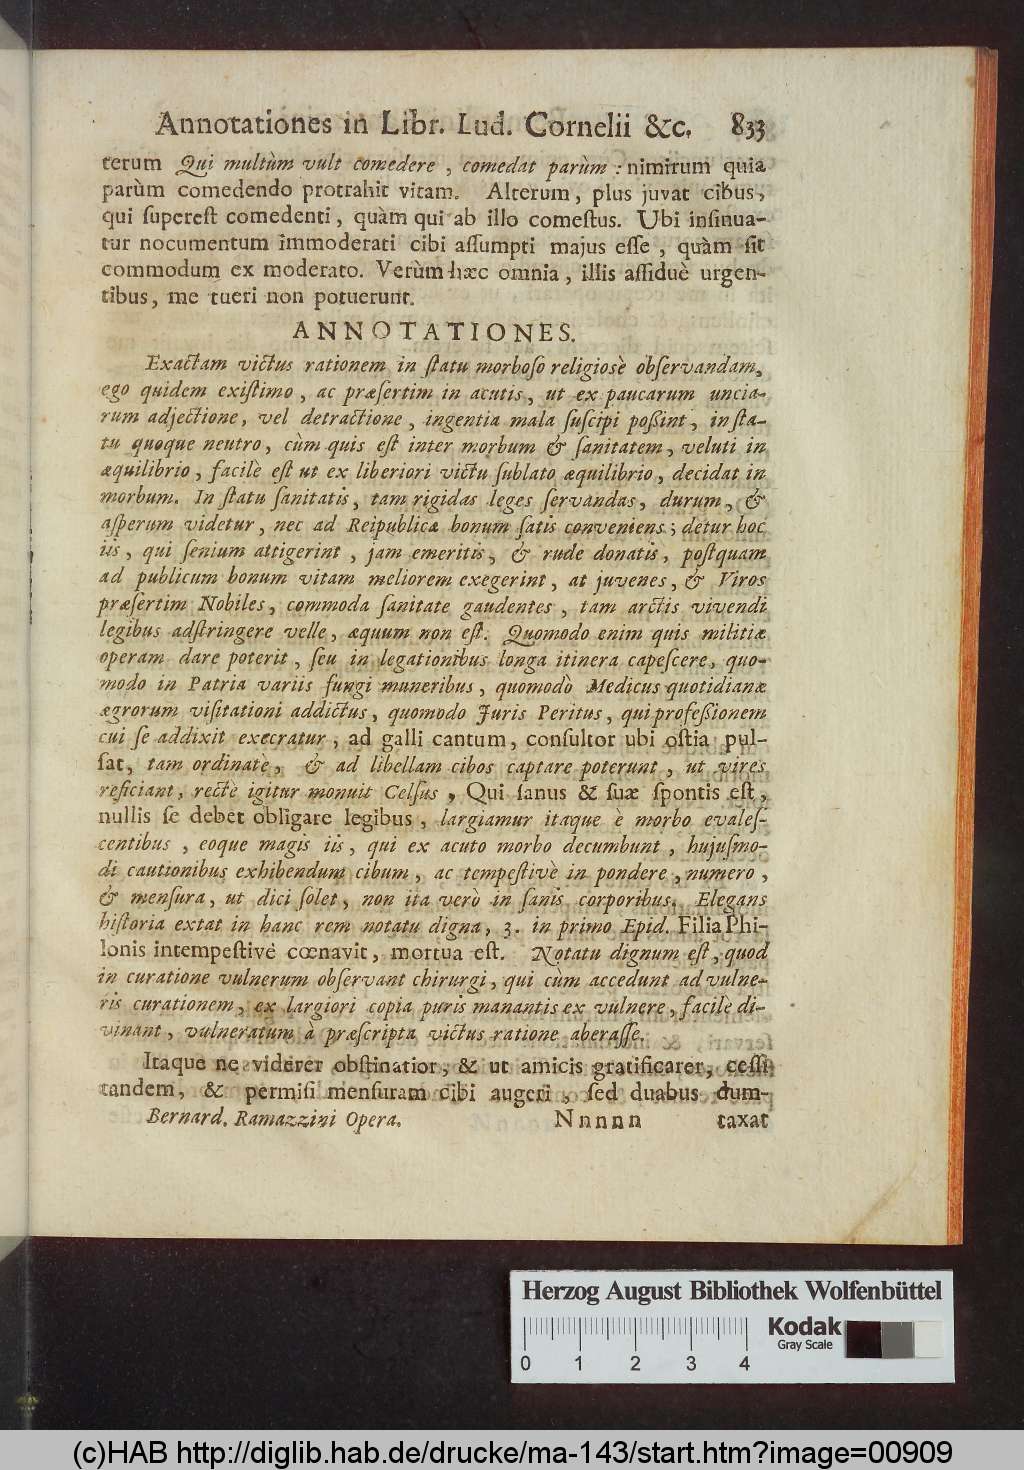 Annotationes in Libr. Lud. Cornelii &c. 833
terum Qui multùm vult comedere, comedat parùm: nimirum quia
parùm comedendo protrahit vitam. Alterum, plus juvat cibus,
qui ſupereſt comedenti, quàm qui ab illo comeſtus. Ubi inſinua-
tur nocumentum immoderati cibi aſſumpti majus eſſe, quàm ſit
commodum ex moderato. Verùm hæc omnia, illis aſſiduè urgen-
tibus, me tueri non potuerunt.
ANNOTATIONES.
Exactam victus rationem in ſtatu morboſo religioſè obſervandam,
ego quidem exiſtimo, ac præſertim in acutis, ut ex paucarum uncia-
rum adjectione, vel detractione, ingentia mala ſuſcipi poßint, in ſta-
tu quoque neutro, cùm quis eſt inter morbum & ſanitatem, veluti in
æquilibrio, facilè eſt ut ex liberiori victu ſublato æquilibrio, decidat in
morbum. In ſtatu ſanitatis, tam rigidas leges ſervandas, durum, &
aſperum videtur, nec ad Reipublicæ bonum ſatis conveniens; detur hoc
iis, qui ſenium attigerint, jam emeritis, & rude donatis, poſtquam
ad publicum bonum vitam meliorem exegerint, at juvenes, & Viros
præſertim Nobiles, commoda ſanitate gaudentes, tam arctis vivendi
legibus adſtringere velle, æquum non eſt. Quomodo enim quis militiæ
operam dare poterit, ſeu in legationibus longa itinera capeſcere, quo-
modo in Patria variis fungi muneribus, quomodò Medicus quotidianæ
ægrorum viſitationi addictus, quomodo Juris Peritus, qui profeßionem
cui ſe addixit execratur, ad galli cantum, conſultor ubi oſtia pul-
ſat, tam ordinatè, & ad libellam cibos captare poterunt, ut vires
reficiant, rectè igitur monuit Celſus, Qui ſanus & ſuæ ſpontis eſt,
nullis ſe debet obligare legibus, largiamur itaque è morbo evaleſ-
centibus, eoque magis iis, qui ex acuto morbo decumbunt, hujuſmo-
di cautionibus exhibendum cibum, ac tempeſtivè in pondere, numero,
& menſura, ut dici ſolet, non ita verò in ſanis corporibus. Elegans
hiſtoria extat in hanc rem notatu digna, 3. in primo Epid. Filia Phi-
lonis intempeſtivè cœnavit, mortua eſt. Notatu dignum eſt, quod
in curatione vulnerum obſervant chirurgi, qui cùm accedunt ad vulne-
ris curationem, ex largiori copia puris manantis ex vulnere, facile di-
vinant, vulneratum à præſcripta victus ratione aberaſſe.
Itaque ne viderer obſtinatior, & ut amicis gratificarer, ceſſi
tandem, & permiſi menſuram cibi augeri, ſed duabus dum-
Bernard. Ramazzini Opera. Nnnnn taxat
Herzog August Bibliothek Wolfenbüttel
Kodak
Gray Scale
0 1 2 3 4
(c)HAB http://diglib.hab.de/drucke/ma-143/start.htm?image=00909